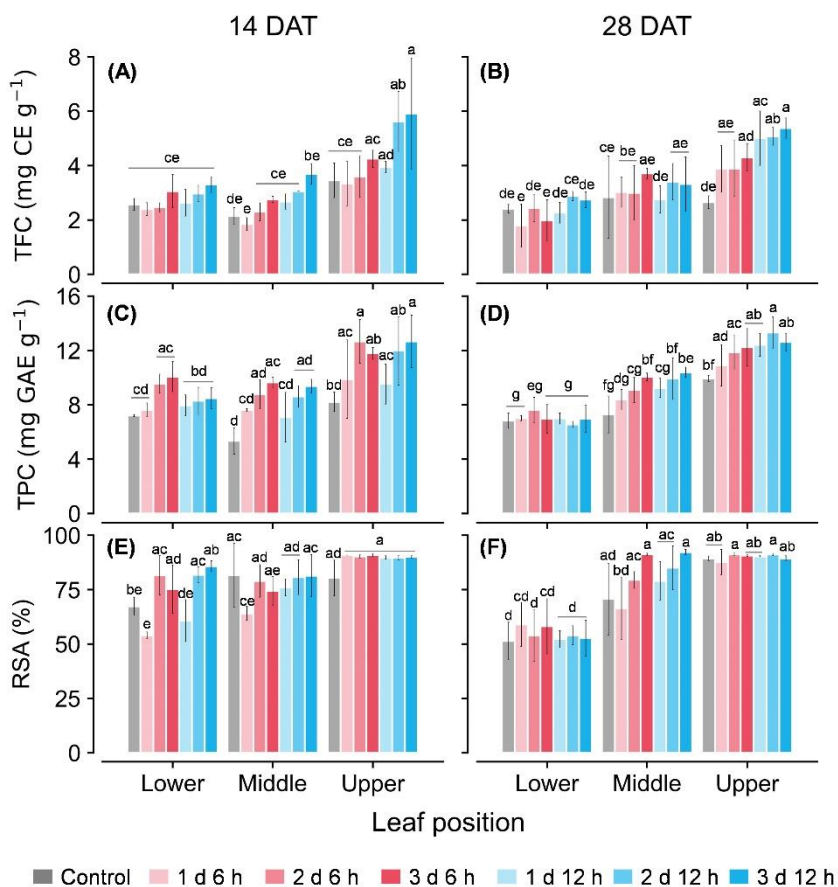 14 DAT 28 DAT
(A) (B)
TFC (mg CE g⁻¹)
8
6
4
2
0
ce de e ce be ce ac ad ab a
de e de e de ce de ce be ae de ae de ae ad ac ab a
(C) (D)
TPC (mg GAE g⁻¹)
16
12
8
4
0
cd ac bd d cd ad ac cd ad bd ac a ab ac ab a
g eg g fg dg cg bf cg bf be bf ad ac ab a ab
(E) (F)
RSA (%)
100
75
50
25
0
be e ac ad de ac ab ac ce ad ae ad ac ad a
d cd d cd d ad bd ac a ac a ab a ab a ab
Lower Middle Upper Lower Middle Upper
Leaf position
Control 1 d 6 h 2 d 6 h 3 d 6 h 1 d 12 h 2 d 12 h 3 d 12 h